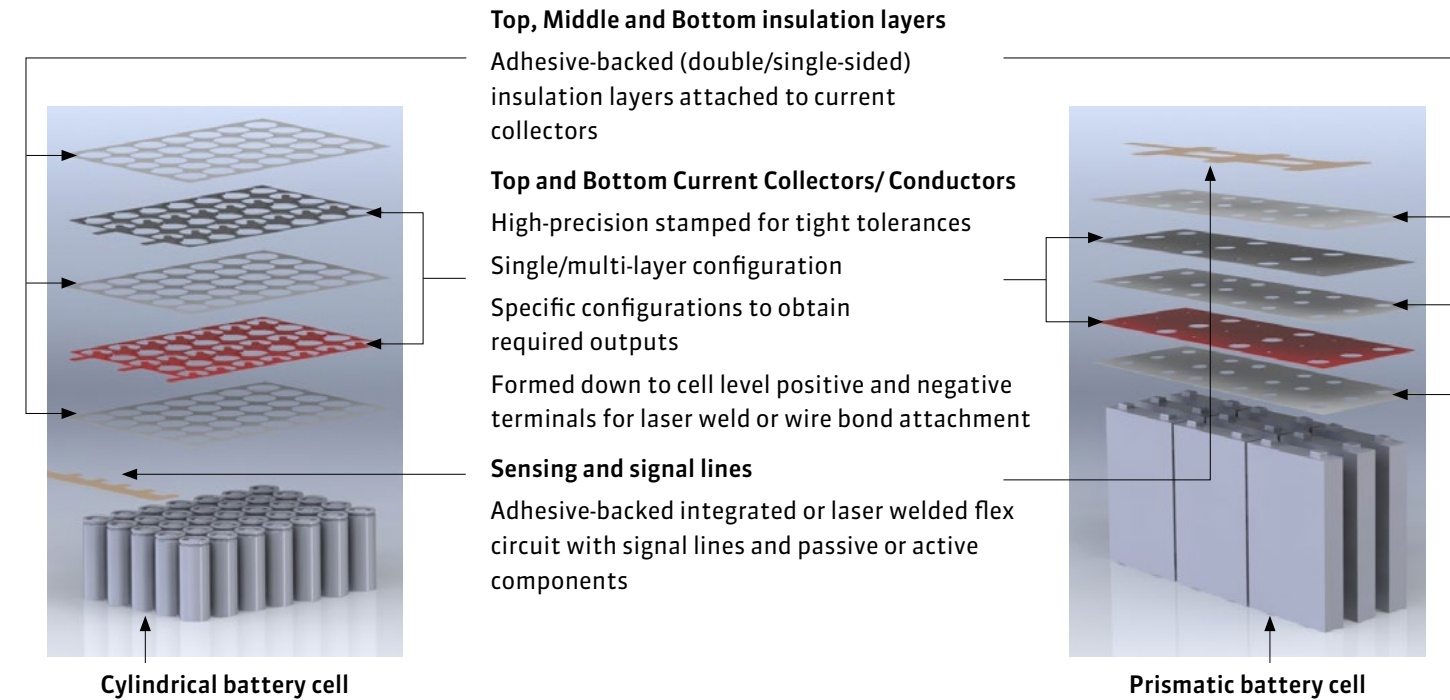 Top, Middle and Bottom insulation layers
Adhesive-backed (double/single-sided)
insulation layers attached to current
collectors
Top and Bottom Current Collectors/ Conductors
High-precision stamped for tight tolerances
Single/multi-layer configuration
Specific configurations to obtain
required outputs
Formed down to cell level positive and negative
terminals for laser weld or wire bond attachment
Sensing and signal lines
Adhesive-backed integrated or laser welded flex
circuit with signal lines and passive or active
components
Cylindrical battery cell
Prismatic battery cell